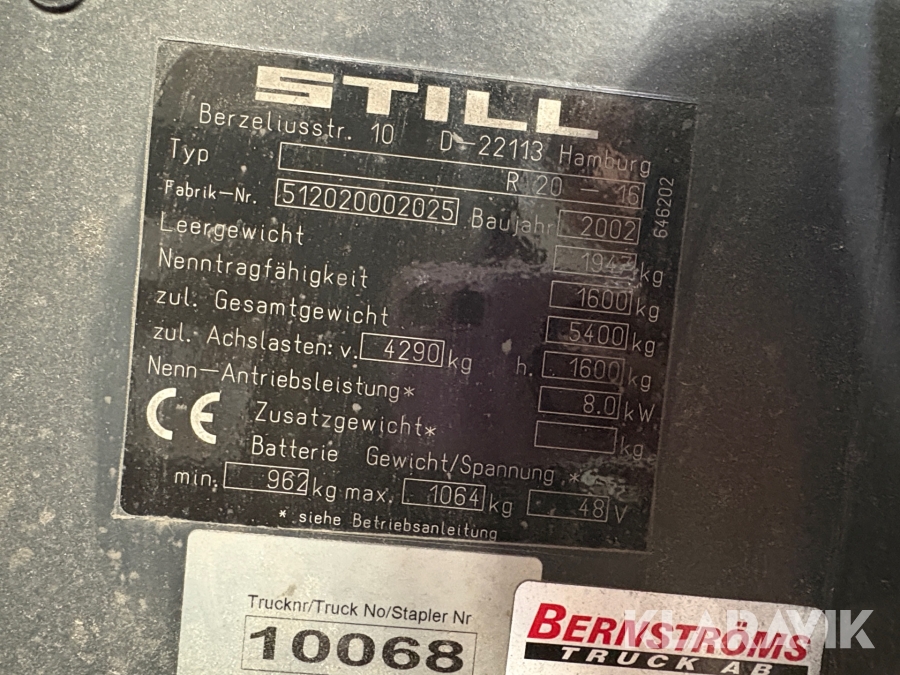 STILL
Berzeliusstr. 10 D-22113 Hamburg
Typ R 20 - 16
Fabrik-Nr. 512020002025 Baujahr 2002
646202
Leergewicht kg
Nenntragfähigkeit 1600 kg
zul. Gesamtgewicht 5400 kg
zul. Achslasten: v. 4290 kg h. 1600 kg
Nenn-Antriebsleistung* 8.0 kW
Zusatzgewicht* kg
CE
Batterie Gewicht/Spannung *
min. 962 kg max. 1064 kg 48 V
* siehe Betriebsanleitung
Trucknr/Truck No/Stapler Nr
10068
BERNSTRÖMS
TRUCK AB
KLARAVIK